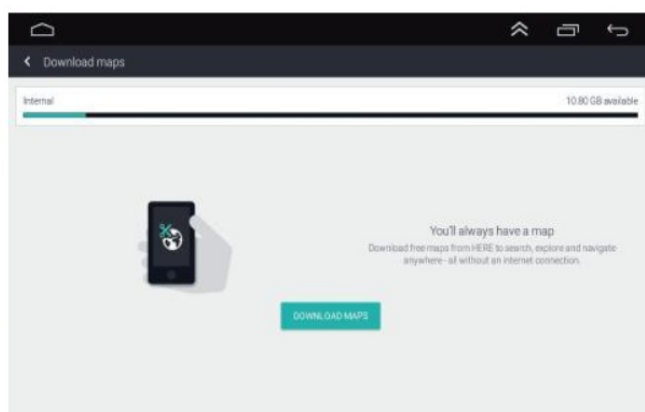 Download maps
Internal 10.80 GB available
You'll always have a map
Download free maps from HERE to search, explore and navigate
anywhere - all without an internet connection.
DOWNLOAD MAPS